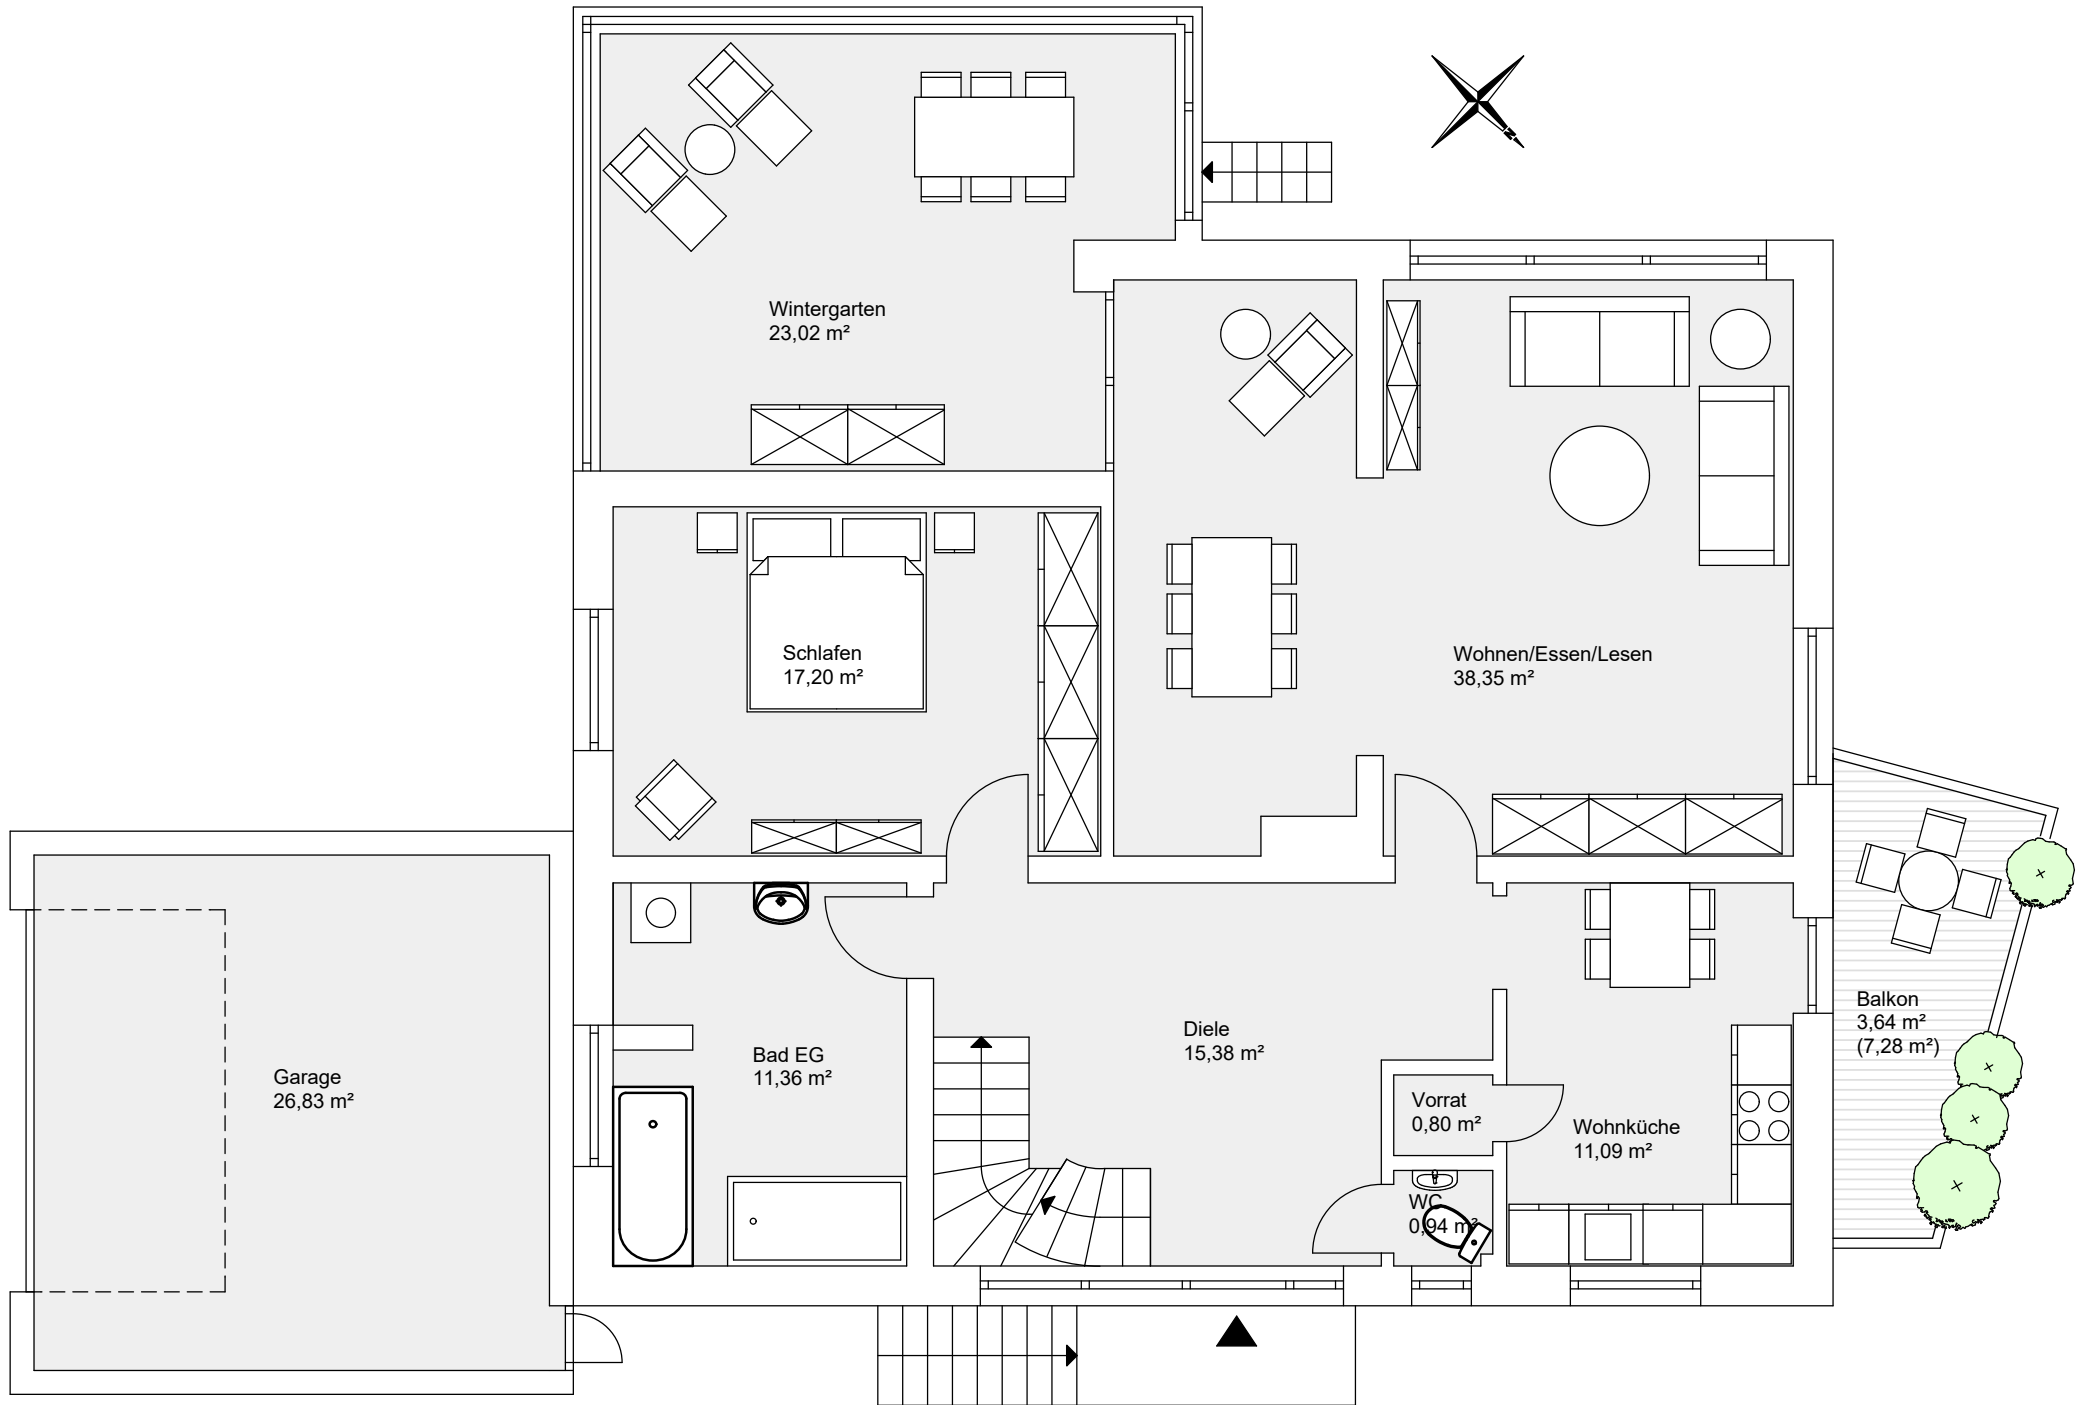 N
Wintergarten
23,02 m²
Schlafen
17,20 m²
Wohnen/Essen/Lesen
38,35 m²
Garage
26,83 m²
Bad EG
11,36 m²
Diele
15,38 m²
Vorrat
0,80 m²
WC
0,94 m²
Wohnküche
11,09 m²
Balkon
3,64 m²
(7,28 m²)